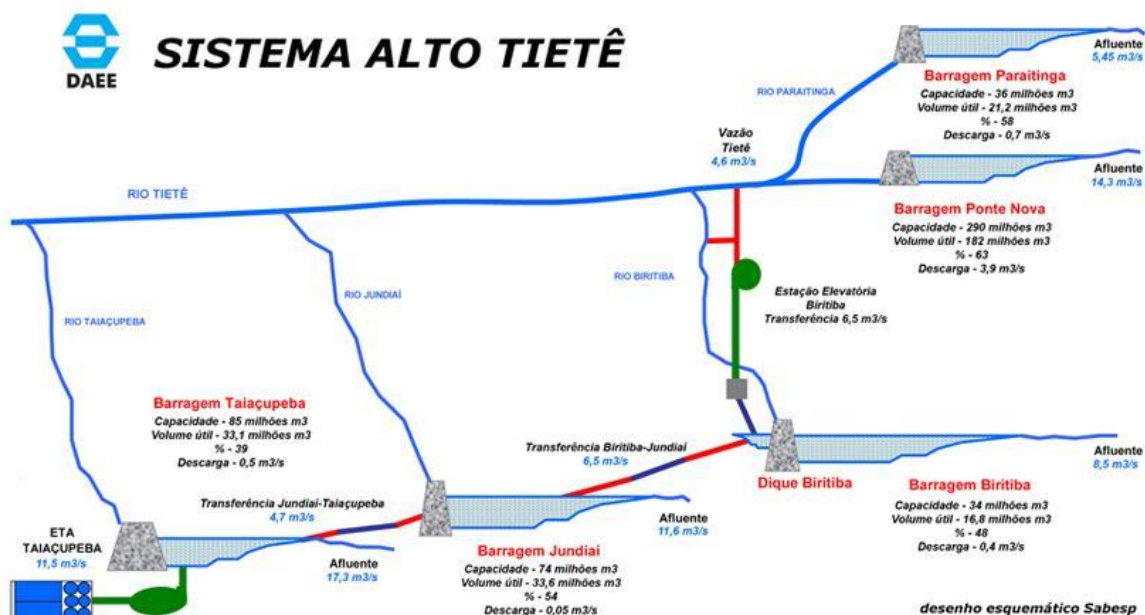 DAEE
SISTEMA ALTO TIETÊ
Afluente
5,45 m3/s
Barragem Paraitinga
Capacidade - 36 milhões m3
Volume útil - 21,2 milhões m3
% - 58
Descarga - 0,7 m3/s
RIO PARAITINGA
Vazão
Tietê
4,6 m3/s
Afluente
14,3 m3/s
RIO TIETÊ
Barragem Ponte Nova
Capacidade - 290 milhões m3
Volume útil - 182 milhões m3
% - 63
Descarga - 3,9 m3/s
RIO BIRITIBA
Estação Elevatória
Biritiba
Transferência 6,5 m3/s
RIO JUNDIAÍ
RIO TAIAÇUPEBA
Barragem Taiaçupeba
Capacidade - 85 milhões m3
Volume útil - 33,1 milhões m3
% - 39
Descarga - 0,5 m3/s
Transferência Biritiba-Jundiaí
6,5 m3/s
Afluente
8,5 m3/s
Dique Biritiba
Barragem Biritiba
Capacidade - 34 milhões m3
Volume útil - 16,8 milhões m3
% - 48
Descarga - 0,4 m3/s
Transferência Jundiaí-Taiaçupeba
4,7 m3/s
Afluente
11,6 m3/s
ETA
TAIAÇUPEBA
11,5 m3/s
Afluente
17,3 m3/s
Barragem Jundiaí
Capacidade - 74 milhões m3
Volume útil - 33,6 milhões m3
% - 54
Descarga - 0,05 m3/s
desenho esquemático Sabesp